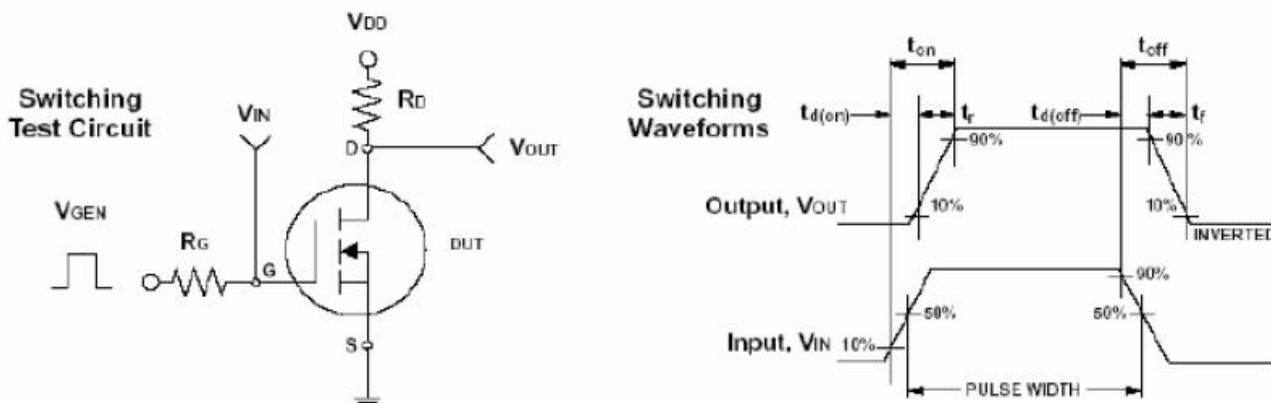 Switching
Test Circuit
VDD
RD
VIN
D
VOUT
VGEN
RG
G
DUT
S
Switching
Waveforms
ton
toff
td(on)
tr
td(off)
tf
90%
90%
Output, VOUT
10%
10%
INVERTED
90%
50%
50%
Input, VIN
10%
PULSE WIDTH